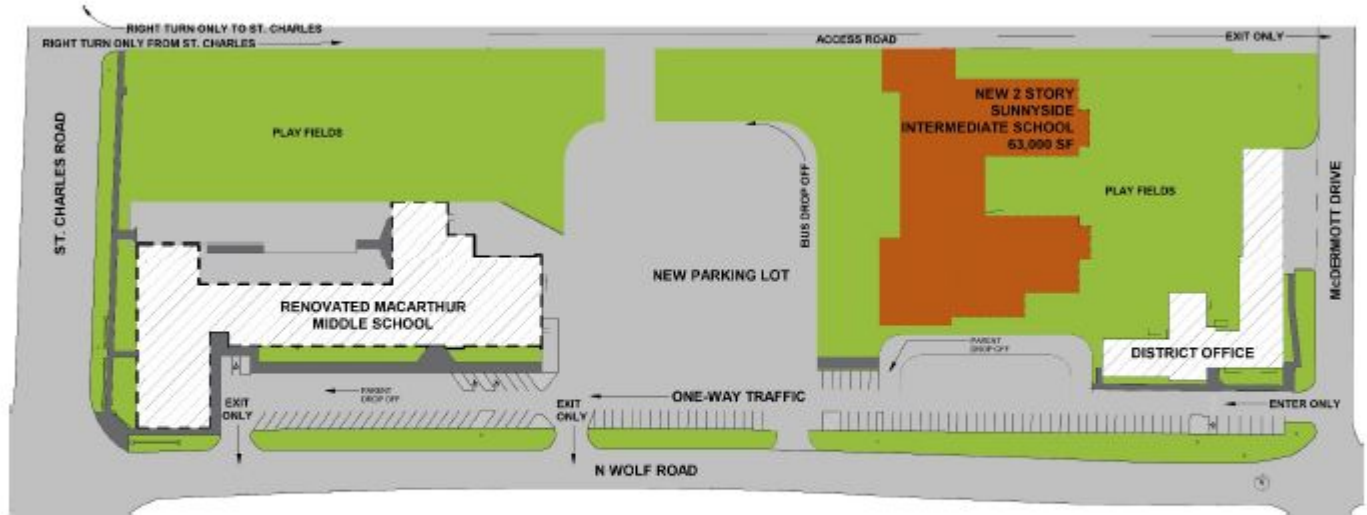 RIGHT TURN ONLY TO ST. CHARLES
RIGHT TURN ONLY FROM ST. CHARLES
ACCESS ROAD
EXIT ONLY
ST. CHARLES ROAD
PLAY FIELDS
NEW 2 STORY
SUNNYSIDE
INTERMEDIATE SCHOOL
63,000 SF
BUS DROP OFF
PLAY FIELDS
McDERMOTT DRIVE
NEW PARKING LOT
RENOVATED MACARTHUR
MIDDLE SCHOOL
PARENT
DROP OFF
DISTRICT OFFICE
PARENT
DROP OFF
EXIT
ONLY
EXIT
ONLY
ONE-WAY TRAFFIC
ENTER ONLY
N WOLF ROAD